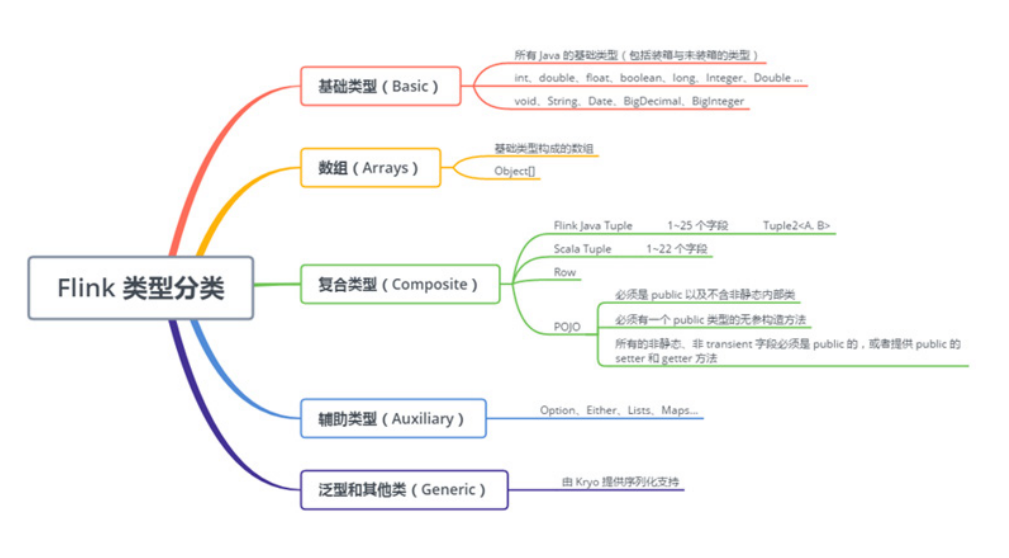 Flink 类型分类
基础类型（Basic）
所有 Java 的基础类型（包括装箱与未装箱的类型）
int、double、float、boolean、long、Integer、Double ...
void、String、Date、BigDecimal、BigInteger
数组（Arrays）
基础类型构成的数组
Object[]
复合类型（Composite）
Flink Java Tuple 1~25 个字段 Tuple2<A, B>
Scala Tuple 1~22 个字段
Row
POJO
必须是 public 以及不含非静态内部类
必须有一个 public 类型的无参构造方法
所有的非静态、非 transient 字段必须是 public 的，或者提供 public 的
setter 和 getter 方法
辅助类型（Auxiliary）
Option、Either、Lists、Maps...
泛型和其他类（Generic）
由 Kryo 提供序列化支持